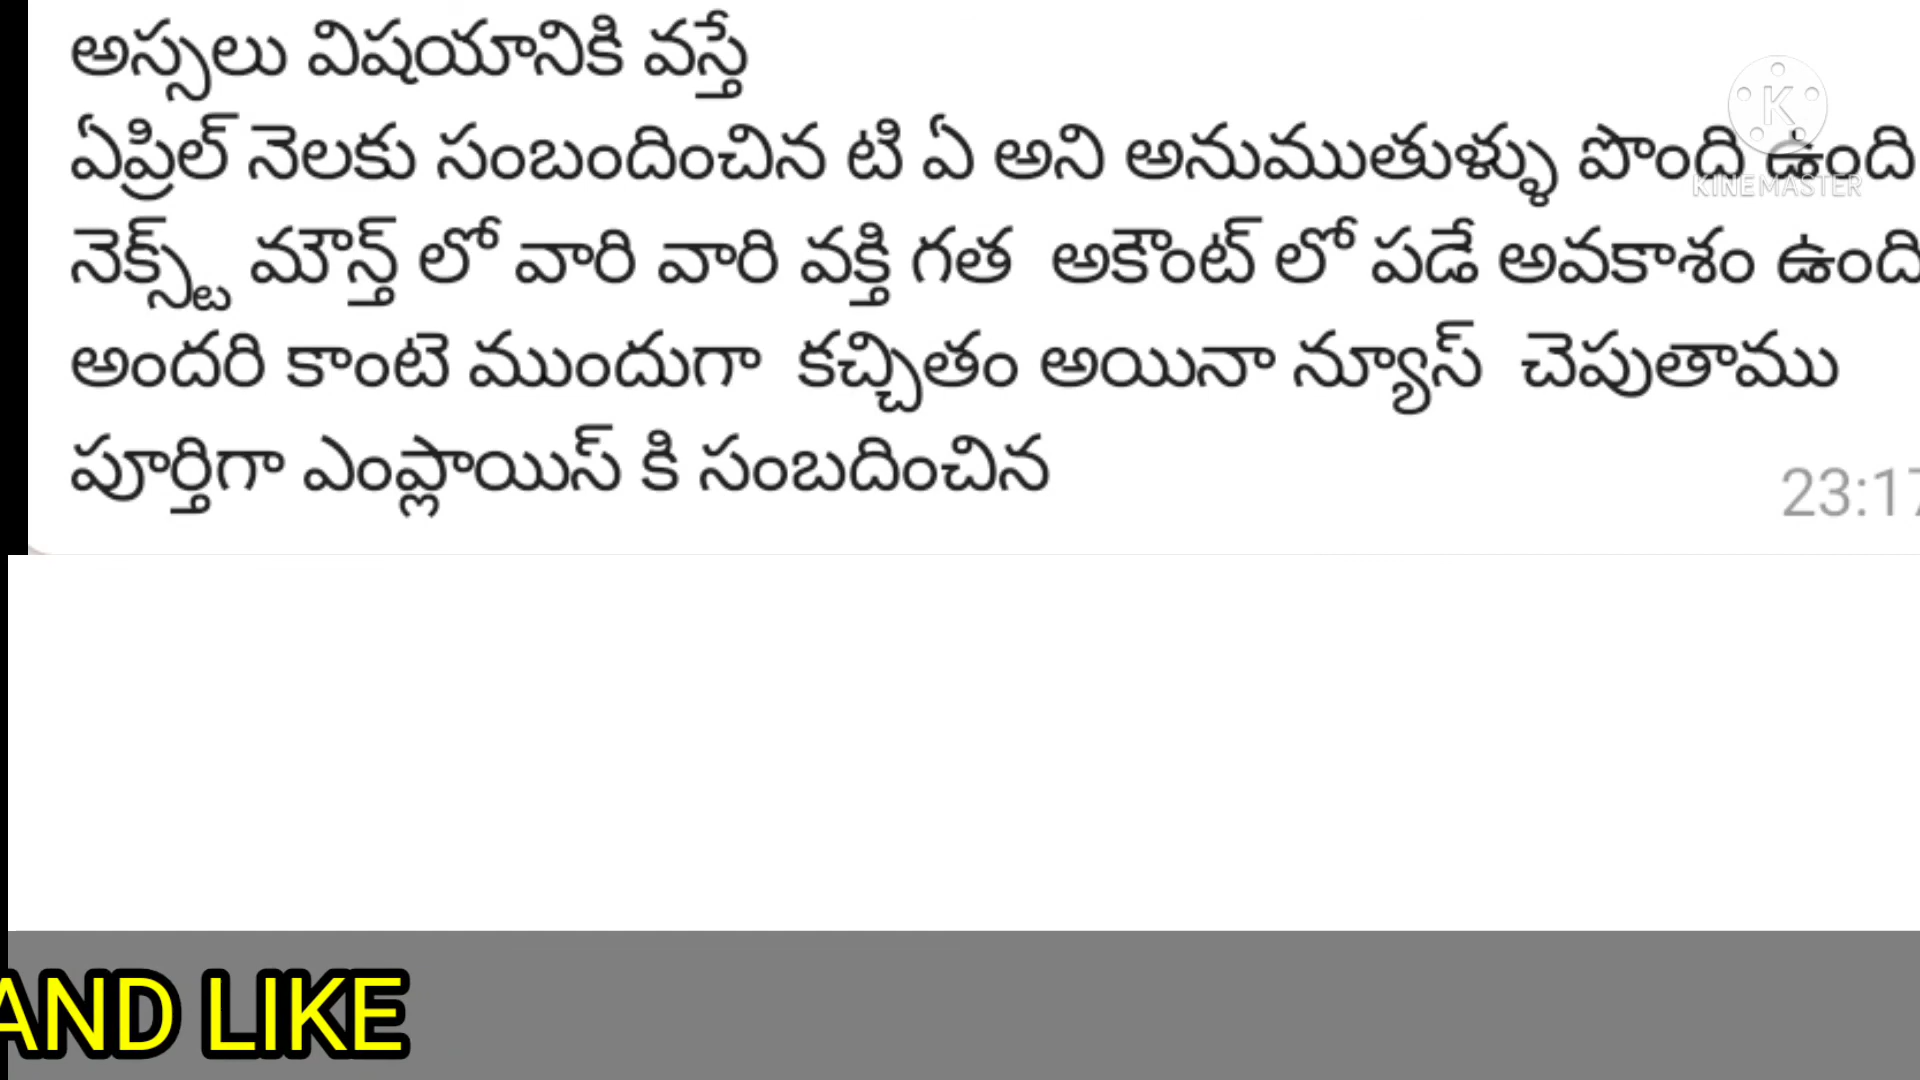 అస్సలు విషయానికి వస్తే
ఏప్రిల్ నెలకు సంబందించిన టి ఏ అని అనుముతుళ్ళు పొంది ఉంది
నెక్స్ట్ మౌన్త్ లో వారి వారి వక్తి గత అకౌంట్ లో పడే అవకాశం ఉంది
అందరి కాంటె ముందుగా కచ్చితం అయినా న్యూస్ చెపుతాము
పూర్తిగా ఎంప్లాయిస్ కి సంబదించిన
23:17
K
KINEMASTER
AND LIKE